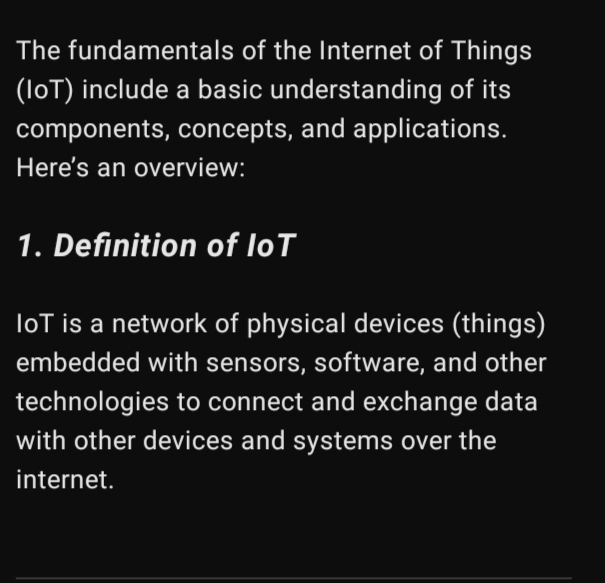 The fundamentals of the Internet of Things
(IoT) include a basic understanding of its
components, concepts, and applications.
Here’s an overview:
1. Definition of IoT
IoT is a network of physical devices (things)
embedded with sensors, software, and other
technologies to connect and exchange data
with other devices and systems over the
internet.